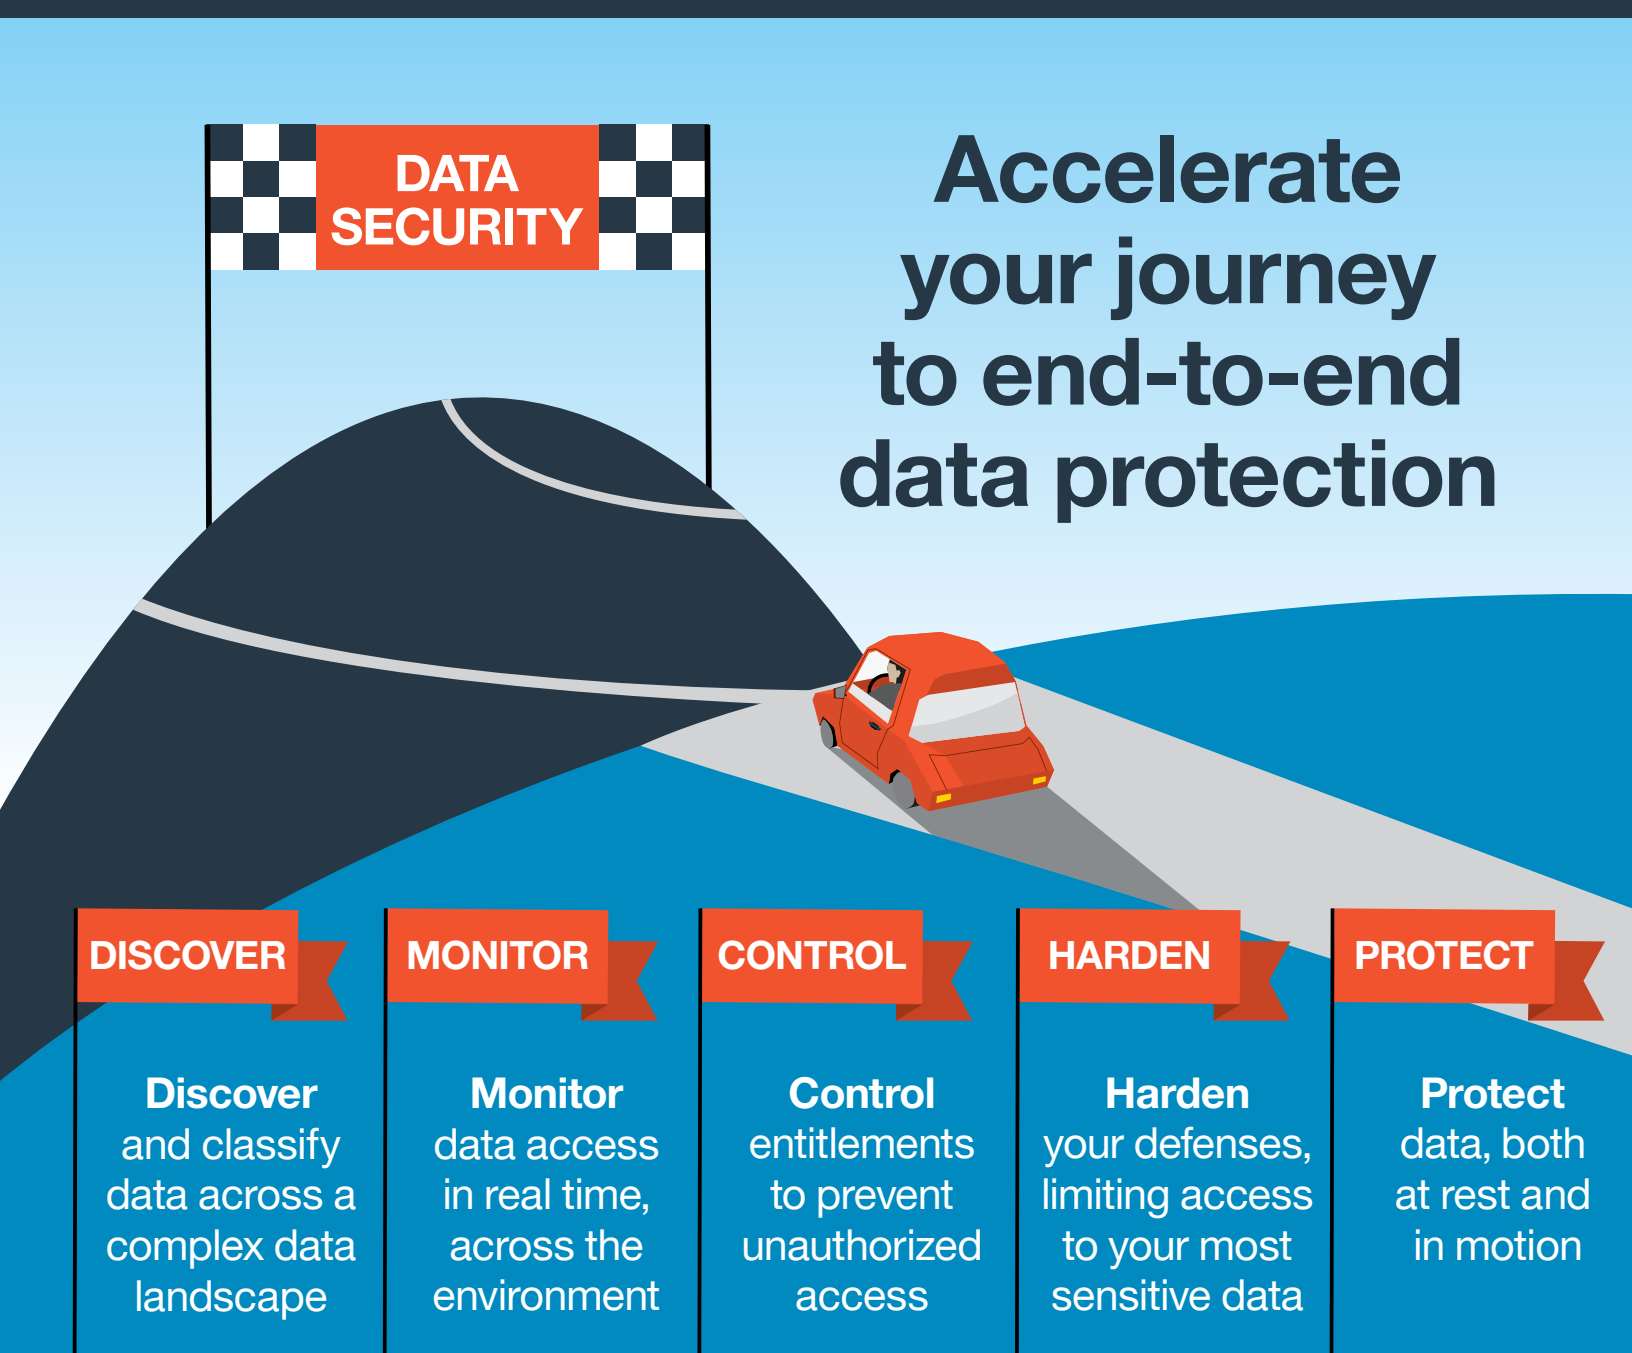 DATA
SECURITY
Accelerate
your journey
to end-to-end
data protection
DISCOVER
MONITOR
CONTROL
HARDEN
PROTECT
Discover
and classify
data across a
complex data
landscape
Monitor
data access
in real time,
across the
environment
Control
entitlements
to prevent
unauthorized
access
Harden
your defenses,
limiting access
to your most
sensitive data
Protect
data, both
at rest and
in motion